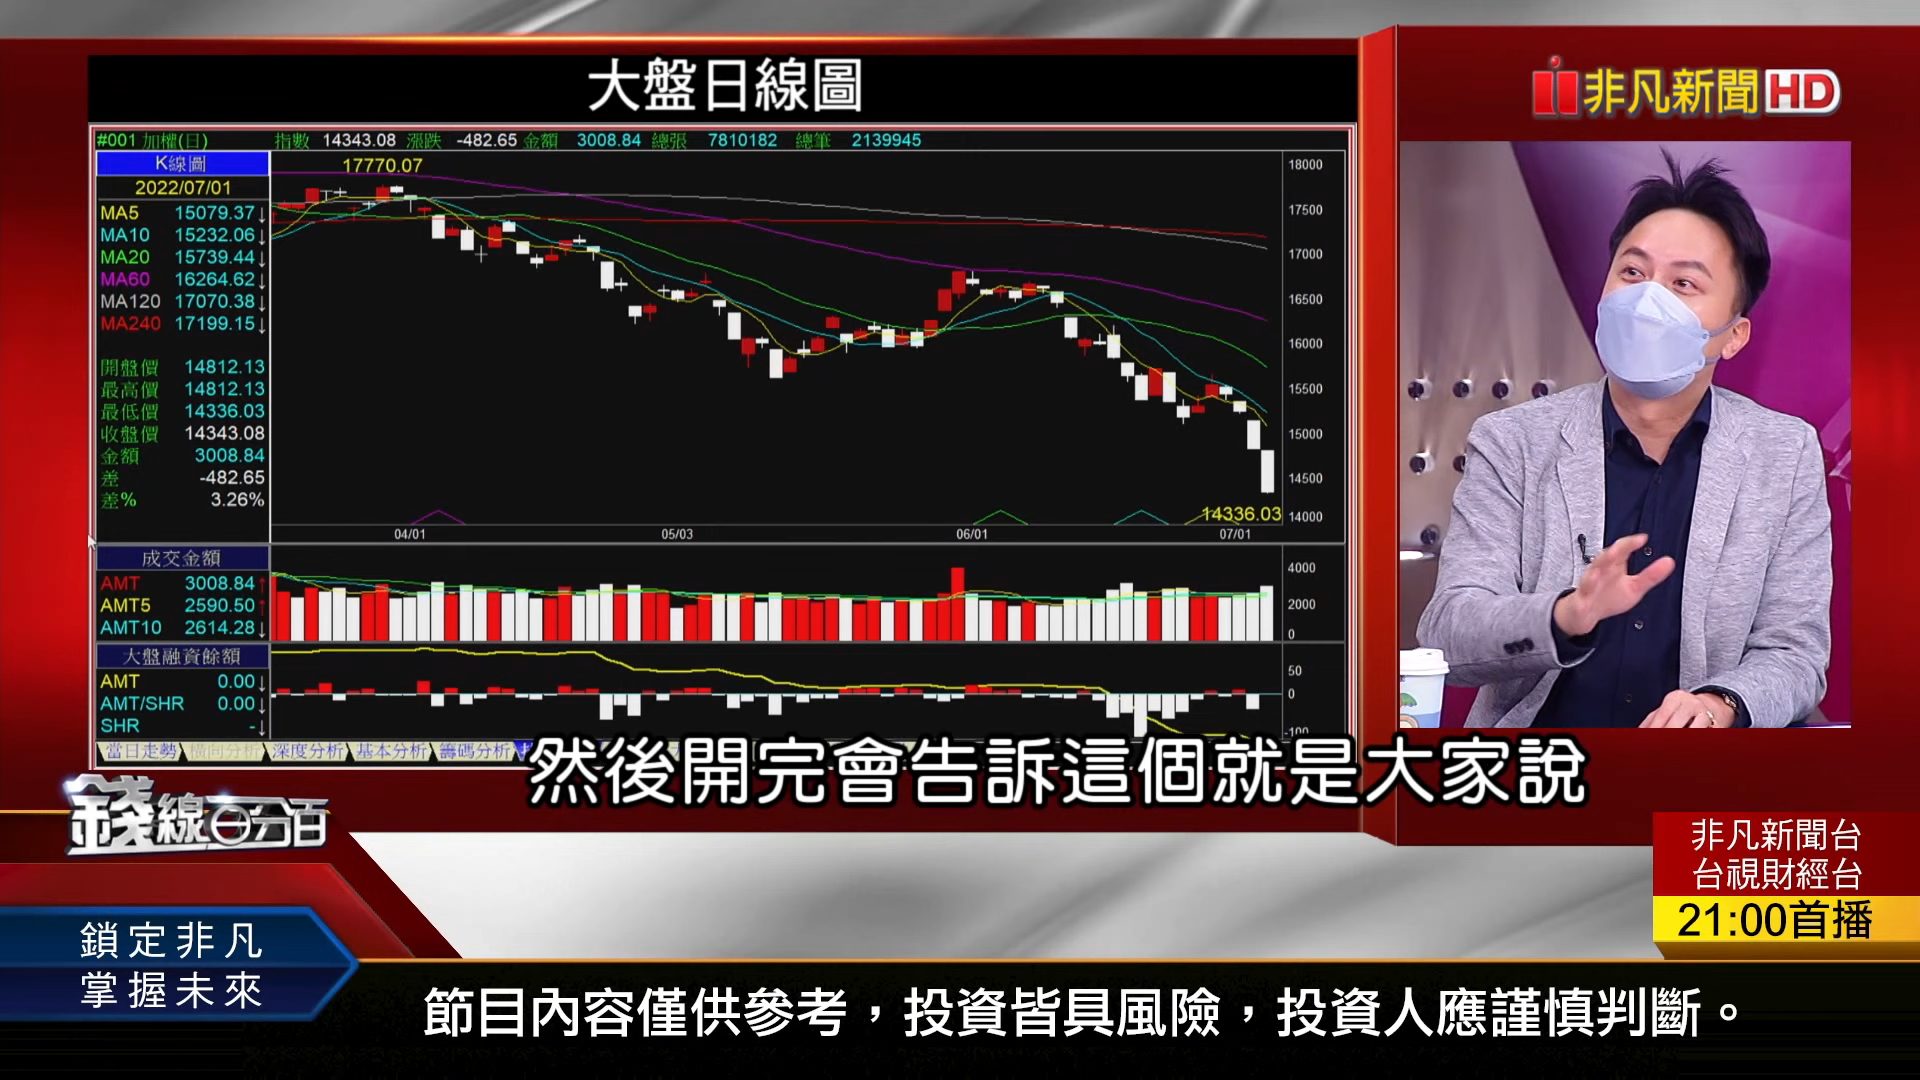 大盤日線圖
非凡新聞HD
#001 加權(日) 指數 14343.08 漲跌 -482.65 金額 3008.84 總張 7810182 總筆 2139945
K線圖
2022/07/01
MA5 15079.37↓
MA10 15232.06↓
MA20 15739.44↓
MA60 16264.62↓
MA120 17070.38↓
MA240 17199.15↓
開盤價 14812.13
最高價 14812.13
最低價 14336.03
收盤價 14343.08
金額 3008.84
差 -482.65
差% 3.26%
17770.07
14336.03
18000
17500
17000
16500
16000
15500
15000
14500
14000
04/01 05/03 06/01 07/01
成交金額
AMT 3008.84↑
AMT5 2590.50↑
AMT10 2614.28↓
4000
2000
0
大盤融資餘額
AMT 0.00↓
AMT/SHR 0.00↓
SHR -↓
50
0
-100
當日走勢 橫向分析 深度分析 基本分析 籌碼分析
然後開完會告訴這個就是大家說
錢線百分百
非凡新聞台
台視財經台
21:00首播
鎖定非凡
掌握未來
節目內容僅供參考，投資皆具風險，投資人應謹慎判斷。